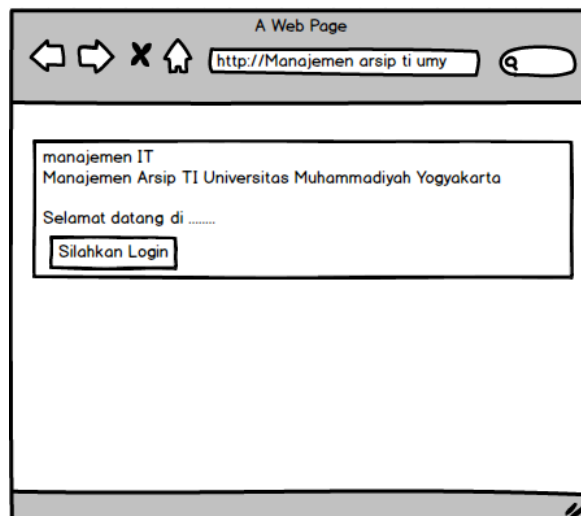 A Web Page
http://Manajemen arsip ti umy
manajemen IT
Manajemen Arsip TI Universitas Muhammadiyah Yogyakarta
Selamat datang di ........
Silahkan Login